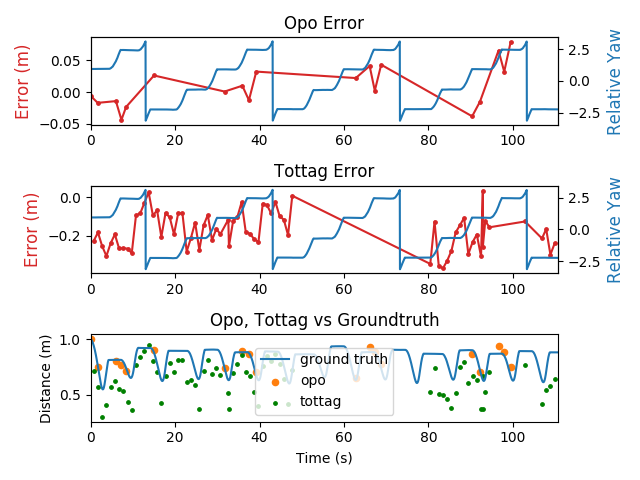 Opo Error
Error (m)
0.05
0.00
−0.05
2.5
0.0
−2.5
Relative Yaw
0 20 40 60 80 100
Tottag Error
Error (m)
0.0
−0.2
2.5
0.0
−2.5
Relative Yaw
0 20 40 60 80 100
Opo, Tottag vs Groundtruth
Distance (m)
1.0
0.5
ground truth
opo
tottag
0 20 40 60 80 100
Time (s)